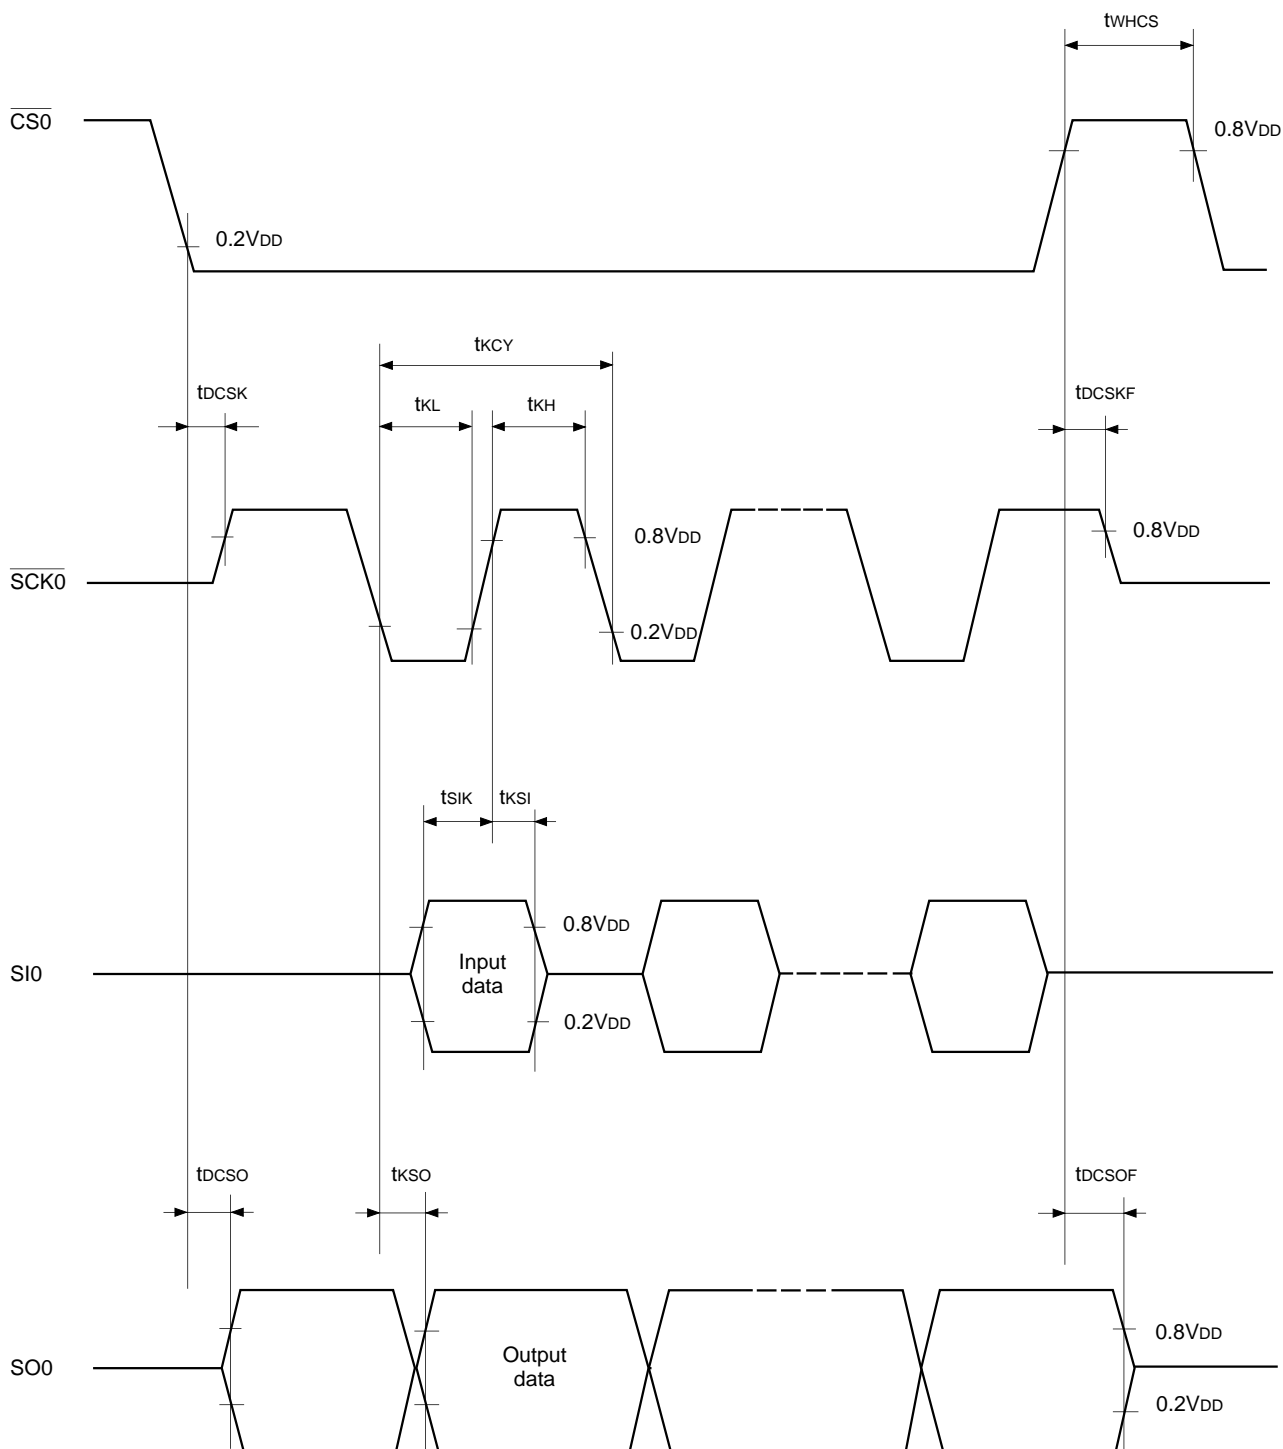 tWHCS
CS0
0.8VDD
0.2VDD
tKCY
tDCSK
tKL
tKH
tDCSKF
0.8VDD
0.8VDD
SCK0
0.2VDD
tSIK
tKSI
0.8VDD
Input
data
SI0
0.2VDD
tDCSO
tKSO
tDCSOF
0.8VDD
Output
data
SO0
0.2VDD